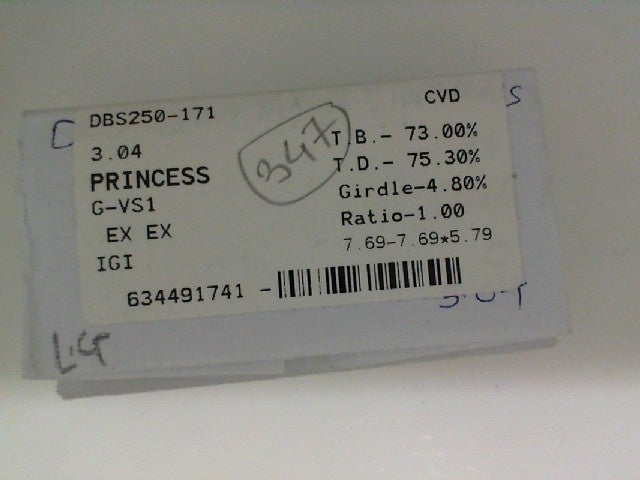 DBS250-171
CVD
3.04
347
T.B.- 73.00%
PRINCESS
T.D.- 75.30%
G-VS1
Girdle-4.80%
EX EX
Ratio-1.00
IGI
7.69-7.69*5.79
634491741 -
S